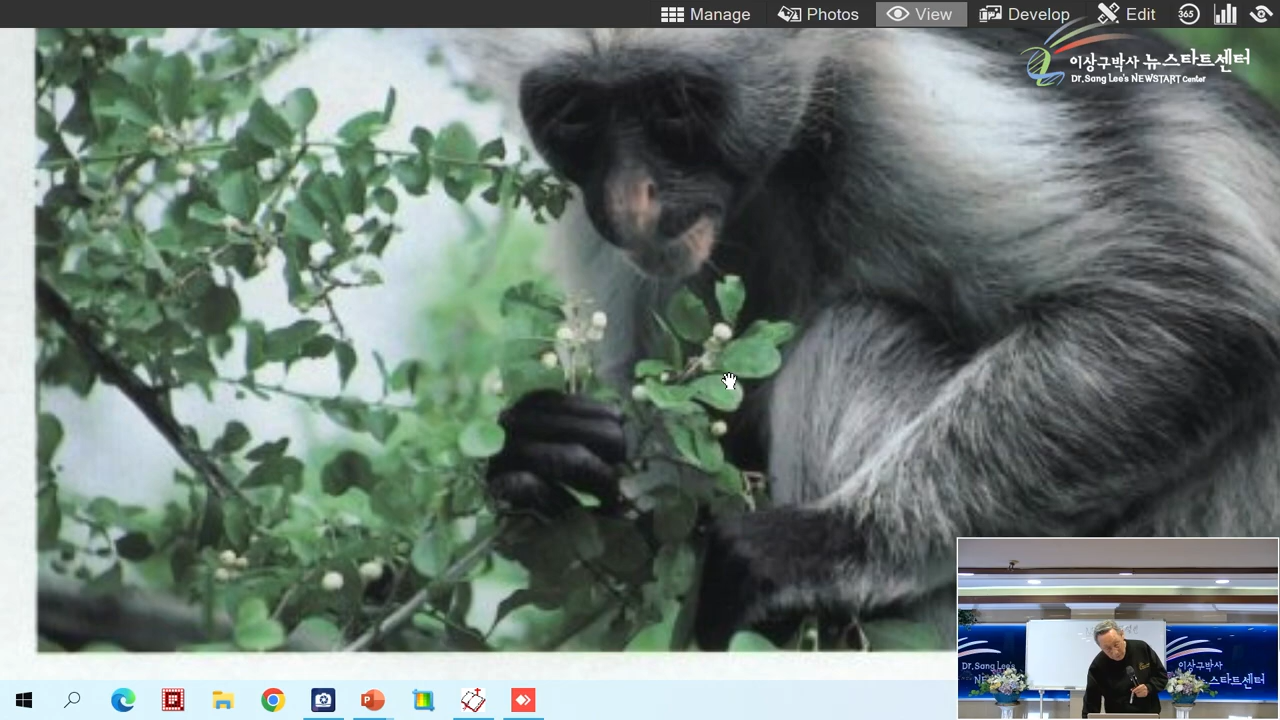 Manage
Photos
View
Develop
Edit
365
이상구박사 뉴스타트센터
Dr.Sang Lee's NEWSTART Center
Dr.Sang Lee's
이상구박사
뉴스타트센터